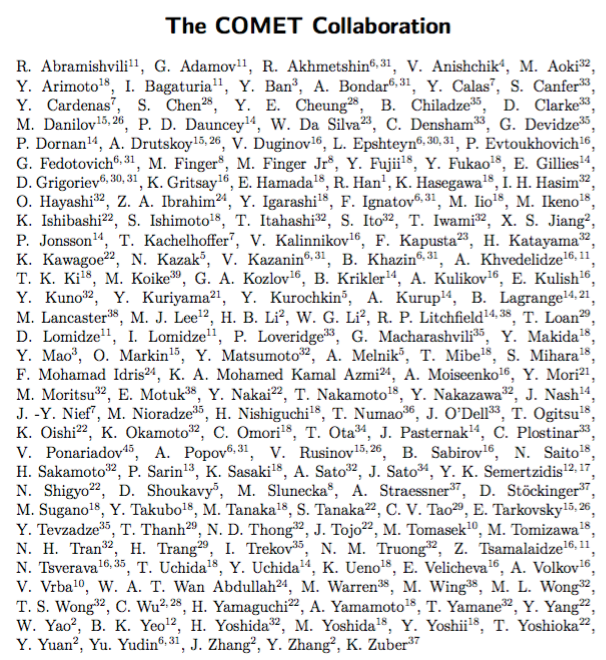 The COMET Collaboration
R. Abramishvili¹¹, G. Adamov¹¹, R. Akhmetshin⁶,³¹, V. Anishchik⁴, M. Aoki³²,
Y. Arimoto¹⁸, I. Bagaturia¹¹, Y. Ban³, A. Bondar⁶,³¹, Y. Calas⁷, S. Canfer³³,
Y. Cardenas⁷, S. Chen²⁸, Y. E. Cheung²⁸, B. Chiladze³⁵, D. Clarke³³,
M. Danilov¹⁵,²⁶, P. D. Dauncey¹⁴, W. Da Silva²³, C. Densham³³, G. Devidze³⁵,
P. Dornan¹⁴, A. Drutskoy¹⁵,²⁶, V. Duginov¹⁶, L. Epshteyn⁶,³⁰,³¹, P. Evtoukhovich¹⁶,
G. Fedotovich⁶,³¹, M. Finger⁸, M. Finger Jr⁸, Y. Fujii¹⁸, Y. Fukao¹⁸, E. Gillies¹⁴,
D. Grigoriev⁶,³⁰,³¹, K. Gritsay¹⁶, E. Hamada¹⁸, R. Han¹, K. Hasegawa¹⁸, I. H. Hasim³²,
O. Hayashi³², Z. A. Ibrahim²⁴, Y. Igarashi¹⁸, F. Ignatov⁶,³¹, M. Iio¹⁸, M. Ikeno¹⁸,
K. Ishibashi²², S. Ishimoto¹⁸, T. Itahashi³², S. Ito³², T. Iwami³², X. S. Jiang²,
P. Jonsson¹⁴, T. Kachelhoffer⁷, V. Kalinnikov¹⁶, F. Kapusta²³, H. Katayama³²
K. Kawagoe²², N. Kazak⁵, V. Kazanin⁶,³¹, B. Khazin⁶,³¹, A. Khvedelidze¹⁶,¹¹,
T. K. Ki¹⁸, M. Koike³⁹, G. A. Kozlov¹⁶, B. Krikler¹⁴, A. Kulikov¹⁶, E. Kulish¹⁶,
Y. Kuno³², Y. Kuriyama²¹, Y. Kurochkin⁵, A. Kurup¹⁴, B. Lagrange¹⁴,²¹,
M. Lancaster³⁸, M. J. Lee¹², H. B. Li², W. G. Li², R. P. Litchfield¹⁴,³⁸, T. Loan²⁹,
D. Lomidze¹¹, I. Lomidze¹¹, P. Loveridge³³, G. Macharashvili³⁵, Y. Makida¹⁸,
Y. Mao³, O. Markin¹⁵, Y. Matsumoto³², A. Melnik⁵, T. Mibe¹⁸, S. Mihara¹⁸,
F. Mohamad Idris²⁴, K. A. Mohamed Kamal Azmi²⁴, A. Moiseenko¹⁶, Y. Mori²¹,
M. Moritsu³², E. Motuk³⁸, Y. Nakai²², T. Nakamoto¹⁸, Y. Nakazawa³², J. Nash¹⁴,
J. -Y. Nief⁷, M. Nioradze³⁵, H. Nishiguchi¹⁸, T. Numao³⁶, J. O'Dell³³, T. Ogitsu¹⁸,
K. Oishi²², K. Okamoto³², C. Omori¹⁸, T. Ota³⁴, J. Pasternak¹⁴, C. Plostinar³³,
V. Ponariadov⁴⁵, A. Popov⁶,³¹, V. Rusinov¹⁵,²⁶, B. Sabirov¹⁶, N. Saito¹⁸,
H. Sakamoto³², P. Sarin¹³, K. Sasaki¹⁸, A. Sato³², J. Sato³⁴, Y. K. Semertzidis¹²,¹⁷,
N. Shigyo²², D. Shoukavy⁵, M. Slunecka⁸, A. Straessner³⁷, D. Stöckinger³⁷,
M. Sugano¹⁸, Y. Takubo¹⁸, M. Tanaka¹⁸, S. Tanaka²², C. V. Tao²⁹, E. Tarkovsky¹⁵,²⁶,
Y. Tevzadze³⁵, T. Thanh²⁹, N. D. Thong³², J. Tojo²², M. Tomasek¹⁰, M. Tomizawa¹⁸,
N. H. Tran³², H. Trang²⁹, I. Trekov³⁵, N. M. Truong³², Z. Tsamalaidze¹⁶,¹¹,
N. Tsverava¹⁶,³⁵, T. Uchida¹⁸, Y. Uchida¹⁴, K. Ueno¹⁸, E. Velicheva¹⁶, A. Volkov¹⁶,
V. Vrba¹⁰, W. A. T. Wan Abdullah²⁴, M. Warren³⁸, M. Wing³⁸, M. L. Wong³²,
T. S. Wong³², C. Wu²,²⁸, H. Yamaguchi²², A. Yamamoto¹⁸, T. Yamane³², Y. Yang²²,
W. Yao², B. K. Yeo¹², H. Yoshida³², M. Yoshida¹⁸, Y. Yoshii¹⁸, T. Yoshioka²²,
Y. Yuan², Yu. Yudin⁶,³¹, J. Zhang², Y. Zhang², K. Zuber³⁷